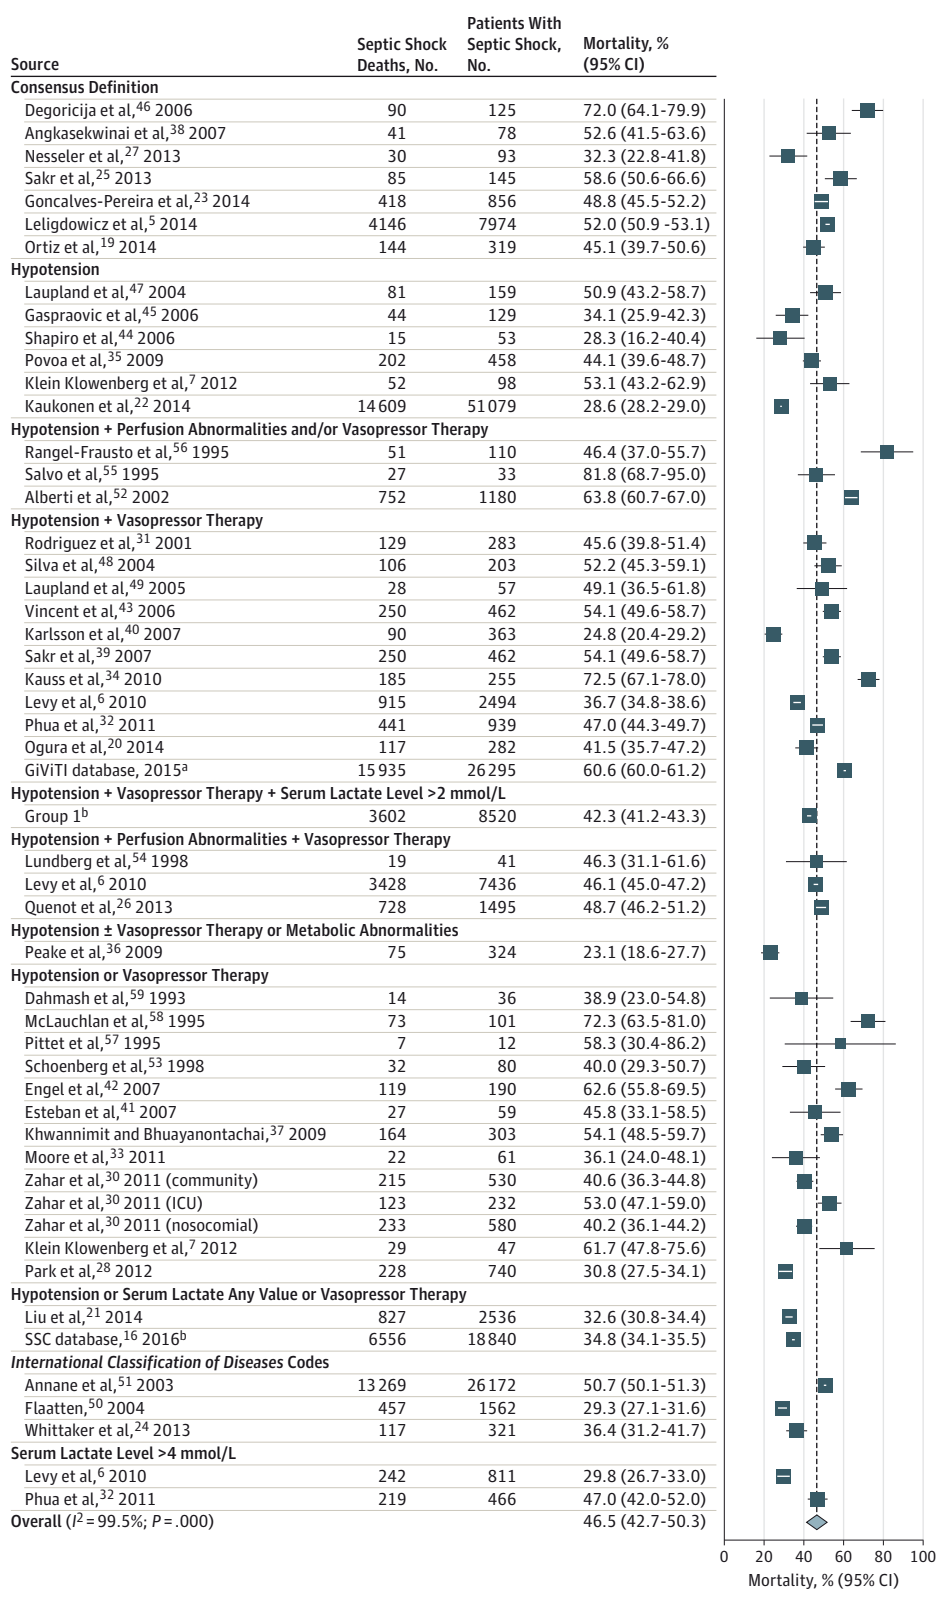 Source Septic Shock Deaths, No. Patients With Septic Shock, No. Mortality, % (95% CI)
Consensus Definition
Degoricija et al,46 2006 90 125 72.0 (64.1-79.9)
Angkasekwinai et al,38 2007 41 78 52.6 (41.5-63.6)
Nesseler et al,27 2013 30 93 32.3 (22.8-41.8)
Sakr et al,25 2013 85 145 58.6 (50.6-66.6)
Goncalves-Pereira et al,23 2014 418 856 48.8 (45.5-52.2)
Leligdowicz et al,5 2014 4146 7974 52.0 (50.9 -53.1)
Ortiz et al,19 2014 144 319 45.1 (39.7-50.6)
Hypotension
Laupland et al,47 2004 81 159 50.9 (43.2-58.7)
Gaspraovic et al,45 2006 44 129 34.1 (25.9-42.3)
Shapiro et al,44 2006 15 53 28.3 (16.2-40.4)
Povoa et al,35 2009 202 458 44.1 (39.6-48.7)
Klein Klowenberg et al,7 2012 52 98 53.1 (43.2-62.9)
Kaukonen et al,22 2014 14609 51079 28.6 (28.2-29.0)
Hypotension + Perfusion Abnormalities and/or Vasopressor Therapy
Rangel-Frausto et al,56 1995 51 110 46.4 (37.0-55.7)
Salvo et al,55 1995 27 33 81.8 (68.7-95.0)
Alberti et al,52 2002 752 1180 63.8 (60.7-67.0)
Hypotension + Vasopressor Therapy
Rodriguez et al,31 2001 129 283 45.6 (39.8-51.4)
Silva et al,48 2004 106 203 52.2 (45.3-59.1)
Laupland et al,49 2005 28 57 49.1 (36.5-61.8)
Vincent et al,43 2006 250 462 54.1 (49.6-58.7)
Karlsson et al,40 2007 90 363 24.8 (20.4-29.2)
Sakr et al,39 2007 250 462 54.1 (49.6-58.7)
Kauss et al,34 2010 185 255 72.5 (67.1-78.0)
Levy et al,6 2010 915 2494 36.7 (34.8-38.6)
Phua et al,32 2011 441 939 47.0 (44.3-49.7)
Ogura et al,20 2014 117 282 41.5 (35.7-47.2)
GiViTI database, 2015a 15935 26295 60.6 (60.0-61.2)
Hypotension + Vasopressor Therapy + Serum Lactate Level >2 mmol/L
Group 1b 3602 8520 42.3 (41.2-43.3)
Hypotension + Perfusion Abnormalities + Vasopressor Therapy
Lundberg et al,54 1998 19 41 46.3 (31.1-61.6)
Levy et al,6 2010 3428 7436 46.1 (45.0-47.2)
Quenot et al,26 2013 728 1495 48.7 (46.2-51.2)
Hypotension ± Vasopressor Therapy or Metabolic Abnormalities
Peake et al,36 2009 75 324 23.1 (18.6-27.7)
Hypotension or Vasopressor Therapy
Dahmash et al,59 1993 14 36 38.9 (23.0-54.8)
McLauchlan et al,58 1995 73 101 72.3 (63.5-81.0)
Pittet et al,57 1995 7 12 58.3 (30.4-86.2)
Schoenberg et al,53 1998 32 80 40.0 (29.3-50.7)
Engel et al,42 2007 119 190 62.6 (55.8-69.5)
Esteban et al,41 2007 27 59 45.8 (33.1-58.5)
Khwannimit and Bhuayanontachai,37 2009 164 303 54.1 (48.5-59.7)
Moore et al,33 2011 22 61 36.1 (24.0-48.1)
Zahar et al,30 2011 (community) 215 530 40.6 (36.3-44.8)
Zahar et al,30 2011 (ICU) 123 232 53.0 (47.1-59.0)
Zahar et al,30 2011 (nosocomial) 233 580 40.2 (36.1-44.2)
Klein Klowenberg et al,7 2012 29 47 61.7 (47.8-75.6)
Park et al,28 2012 228 740 30.8 (27.5-34.1)
Hypotension or Serum Lactate Any Value or Vasopressor Therapy
Liu et al,21 2014 827 2536 32.6 (30.8-34.4)
SSC database,16 2016b 6556 18840 34.8 (34.1-35.5)
International Classification of Diseases Codes
Annane et al,51 2003 13269 26172 50.7 (50.1-51.3)
Flaatten,50 2004 457 1562 29.3 (27.1-31.6)
Whittaker et al,24 2013 117 321 36.4 (31.2-41.7)
Serum Lactate Level >4 mmol/L
Levy et al,6 2010 242 811 29.8 (26.7-33.0)
Phua et al,32 2011 219 466 47.0 (42.0-52.0)
Overall (I2 = 99.5%; P = .000) 46.5 (42.7-50.3)
0 20 40 60 80 100
Mortality, % (95% CI)